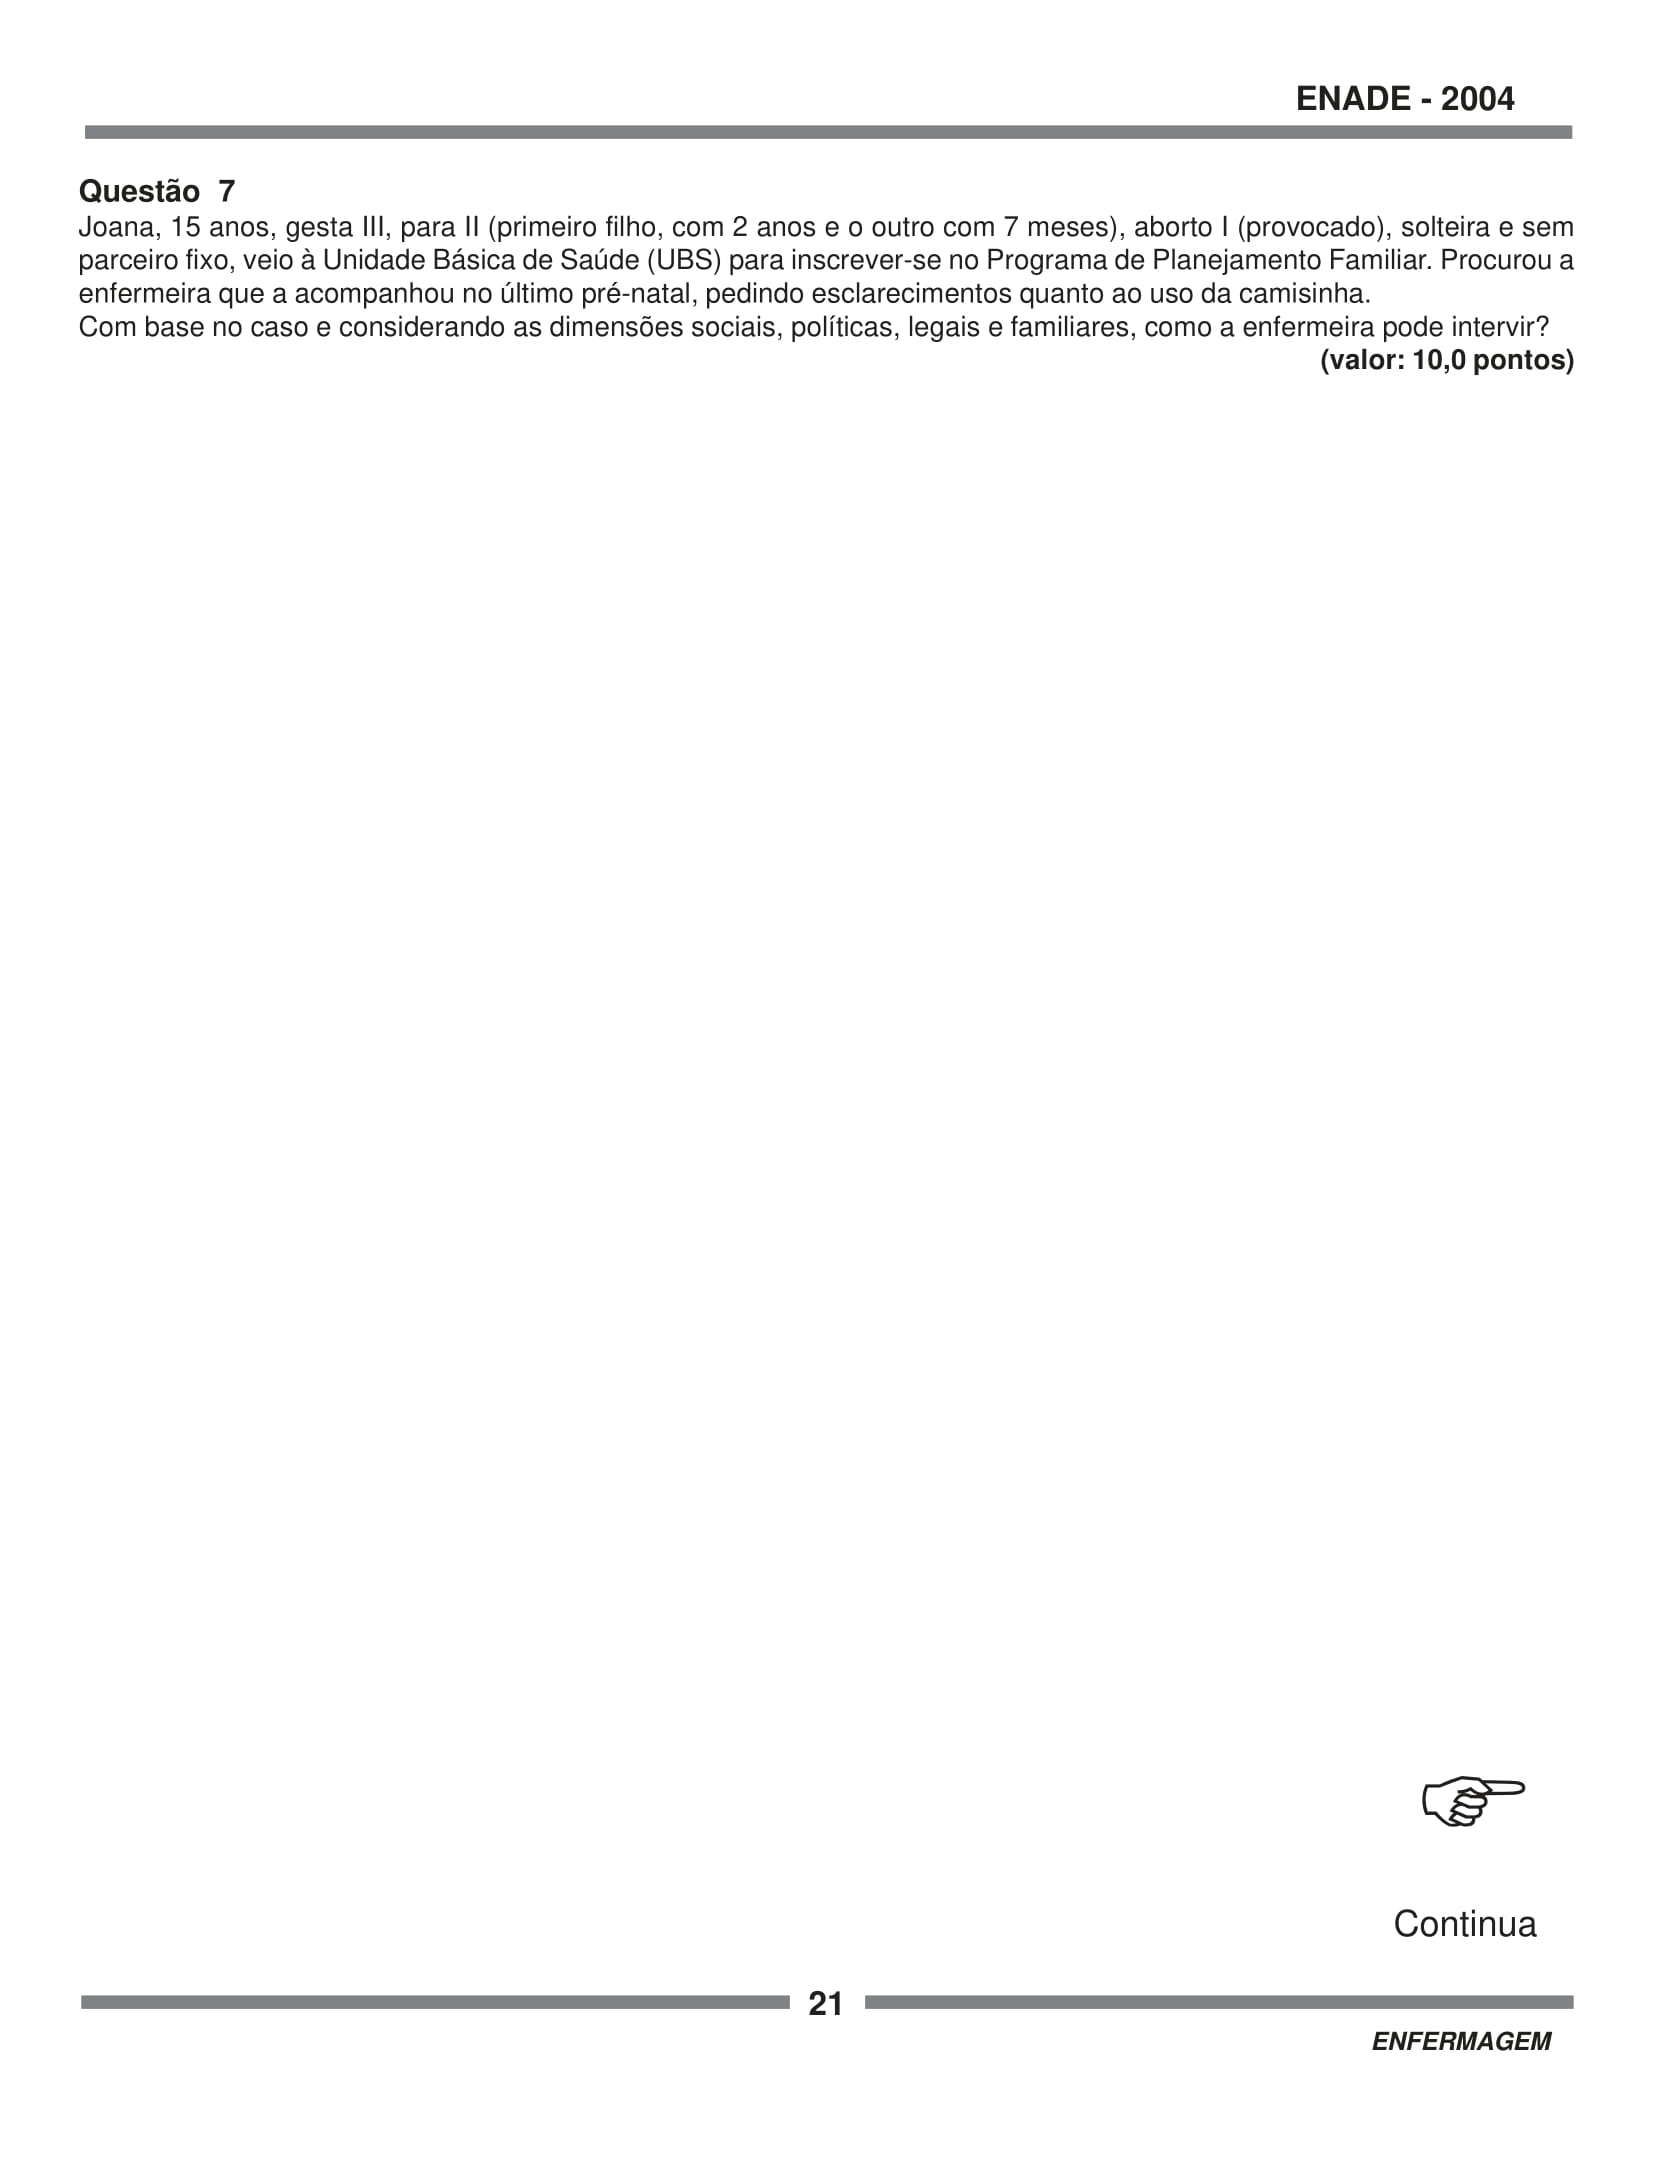 ENADE - 2004
Questão 7
Joana, 15 anos, gesta III, para II (primeiro filho, com 2 anos e o outro com 7 meses), aborto I (provocado), solteira e sem
parceiro fixo, veio à Unidade Básica de Saúde (UBS) para inscrever-se no Programa de Planejamento Familiar. Procurou a
enfermeira que a acompanhou no último pré-natal, pedindo esclarecimentos quanto ao uso da camisinha.
Com base no caso e considerando as dimensões sociais, políticas, legais e familiares, como a enfermeira pode intervir?
(valor: 10,0 pontos)
Continua
21
ENFERMAGEM